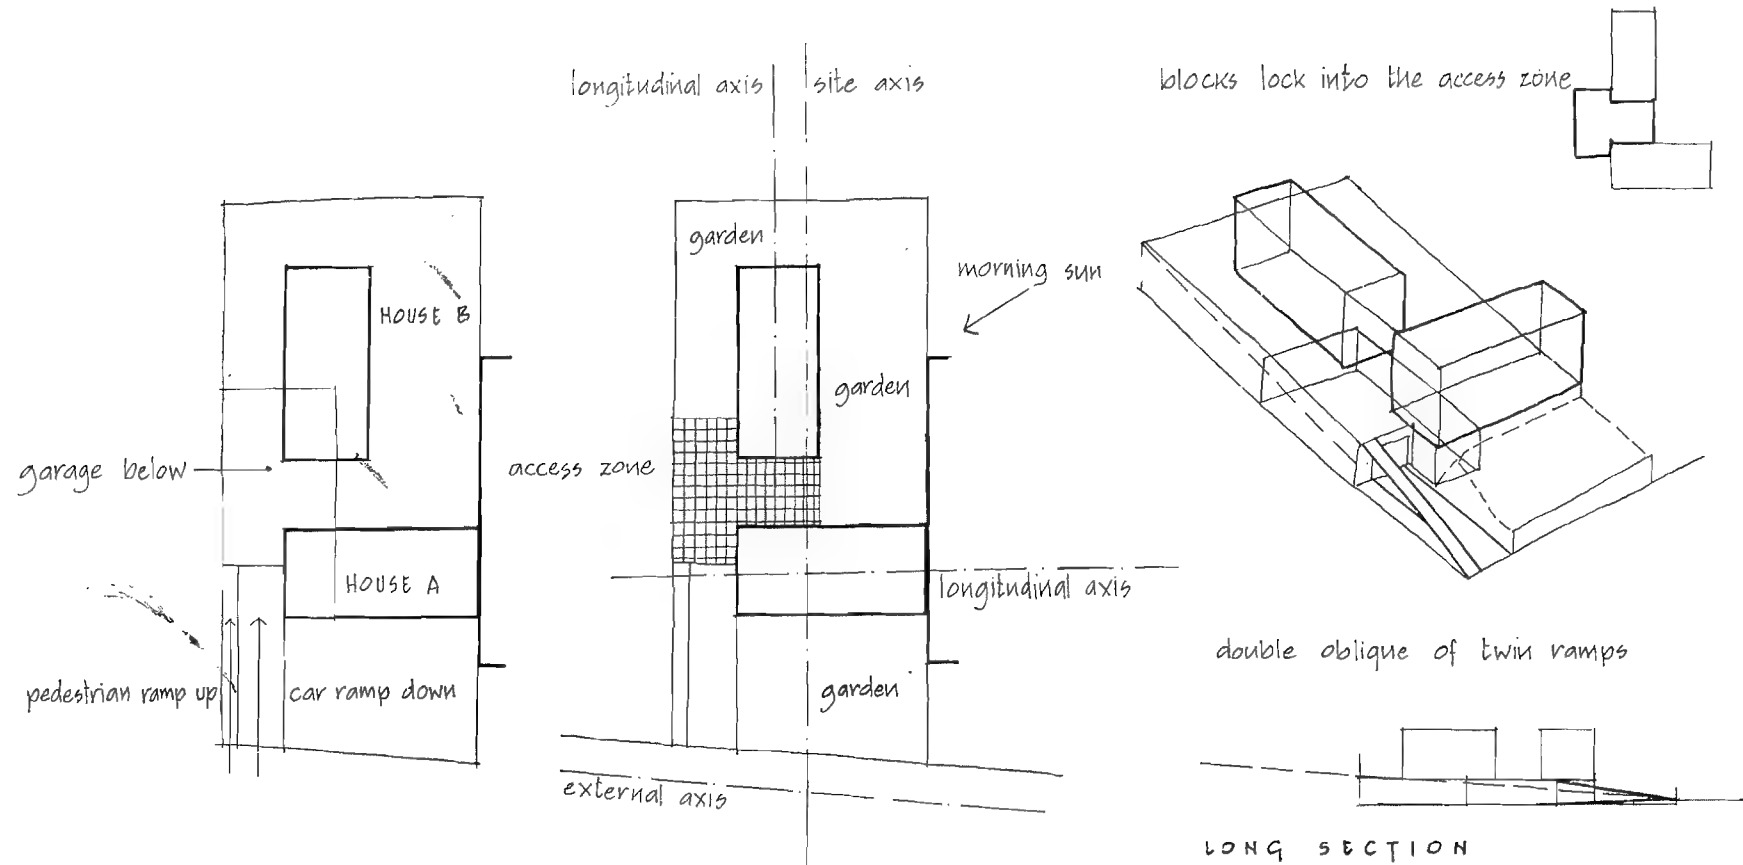 longitudinal axis
site axis
blocks lock into the access zone
garden
morning sun
HOUSE B
garden
garage below
access zone
HOUSE A
longitudinal axis
double oblique of twin ramps
pedestrian ramp up
car ramp down
garden
external axis
LONG SECTION